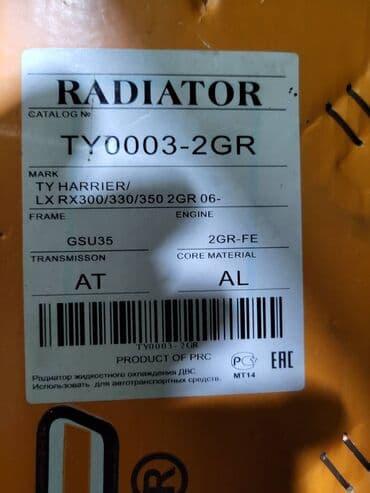 RADIATOR
CATALOG №
TY0003-2GR
MARK
TY HARRIER/
LX RX300/330/350 2GR 06-
FRAME ENGINE
GSU35 2GR-FE
TRANSMISSON CORE MATERIAL
AT AL
TY0003-2GR
PRODUCT OF PRC
Радиатор жидкостного охлаждения ДВС.
Использовать для автотранспортных средств.
РСТ
МТ14
EAC
R